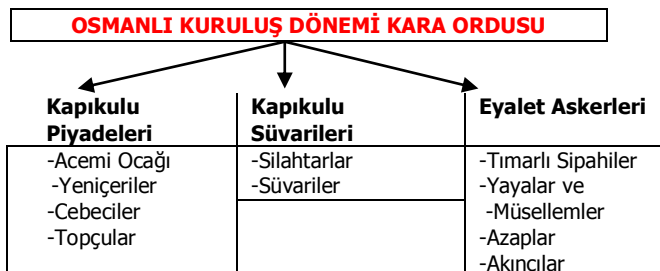 OSMANLI KURULUŞ DÖNEMİ KARA ORDUSU
Kapıkulu
Piyadeleri
-Acemi Ocağı
-Yeniçeriler
-Cebeciler
-Topçular
Kapıkulu
Süvarileri
-Silahtarlar
-Süvariler
Eyalet Askerleri
-Tımarlı Sipahiler
-Yayalar ve
-Müsellemler
-Azaplar
-Akıncılar